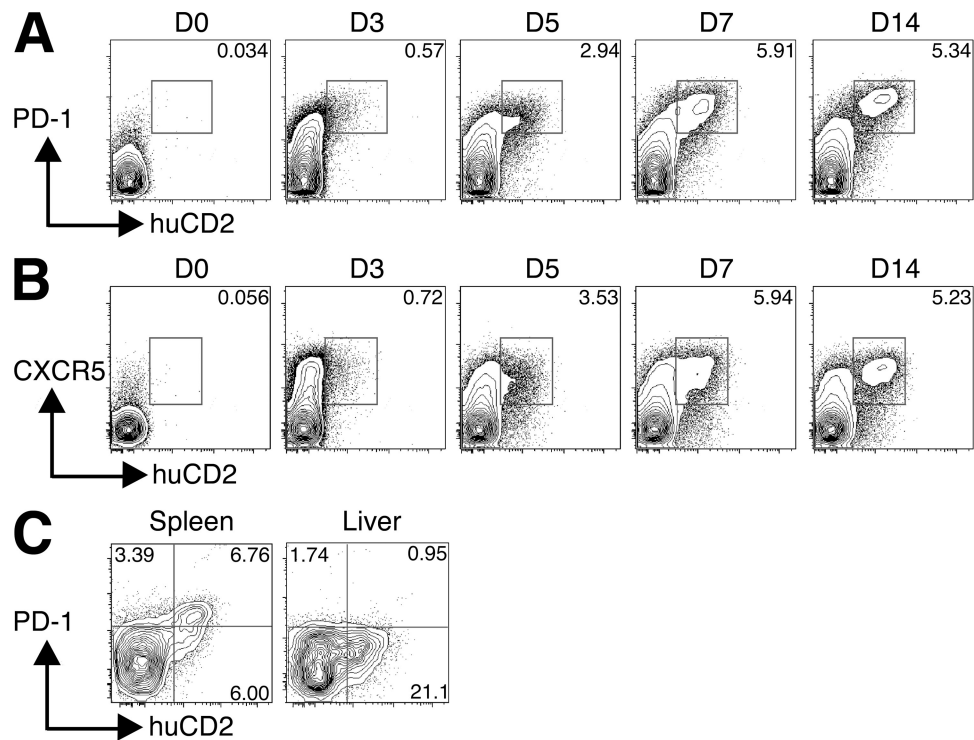 A
D0 D3 D5 D7 D14
0.034 0.57 2.94 5.91 5.34
PD-1
huCD2
B
D0 D3 D5 D7 D14
0.056 0.72 3.53 5.94 5.23
CXCR5
huCD2
C
Spleen Liver
3.39 6.76 1.74 0.95
PD-1
6.00 21.1
huCD2